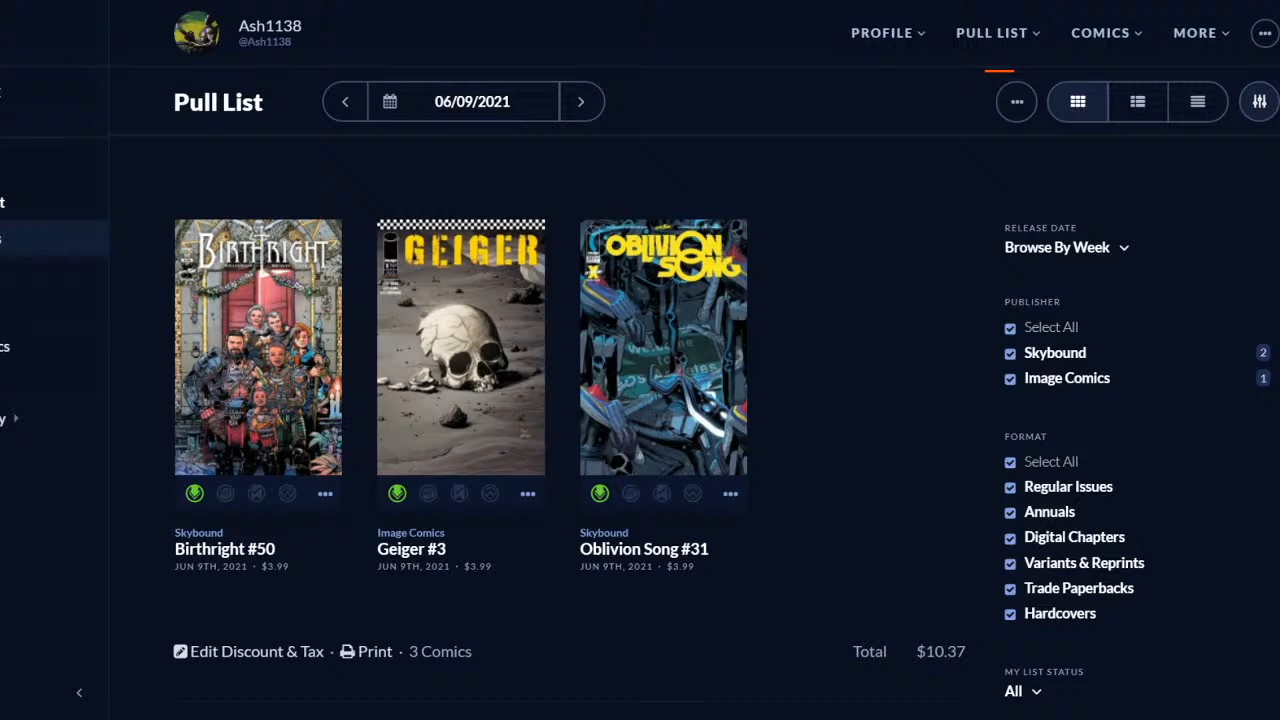 Ash1138
@Ash1138
PROFILE
PULL LIST
COMICS
MORE
Pull List
06/09/2021
BIRTHRIGHT
GEIGER
OBLIVION
SONG
RELEASE DATE
Browse By Week
PUBLISHER
Select All
Skybound 2
Image Comics 1
FORMAT
Select All
Regular Issues
Annuals
Digital Chapters
Variants & Reprints
Trade Paperbacks
Hardcovers
MY LIST STATUS
All
Skybound
Birthright #50
JUN 9TH, 2021 · $3.99
Image Comics
Geiger #3
JUN 9TH, 2021 · $3.99
Skybound
Oblivion Song #31
JUN 9TH, 2021 · $3.99
Edit Discount & Tax · Print · 3 Comics
Total $10.37